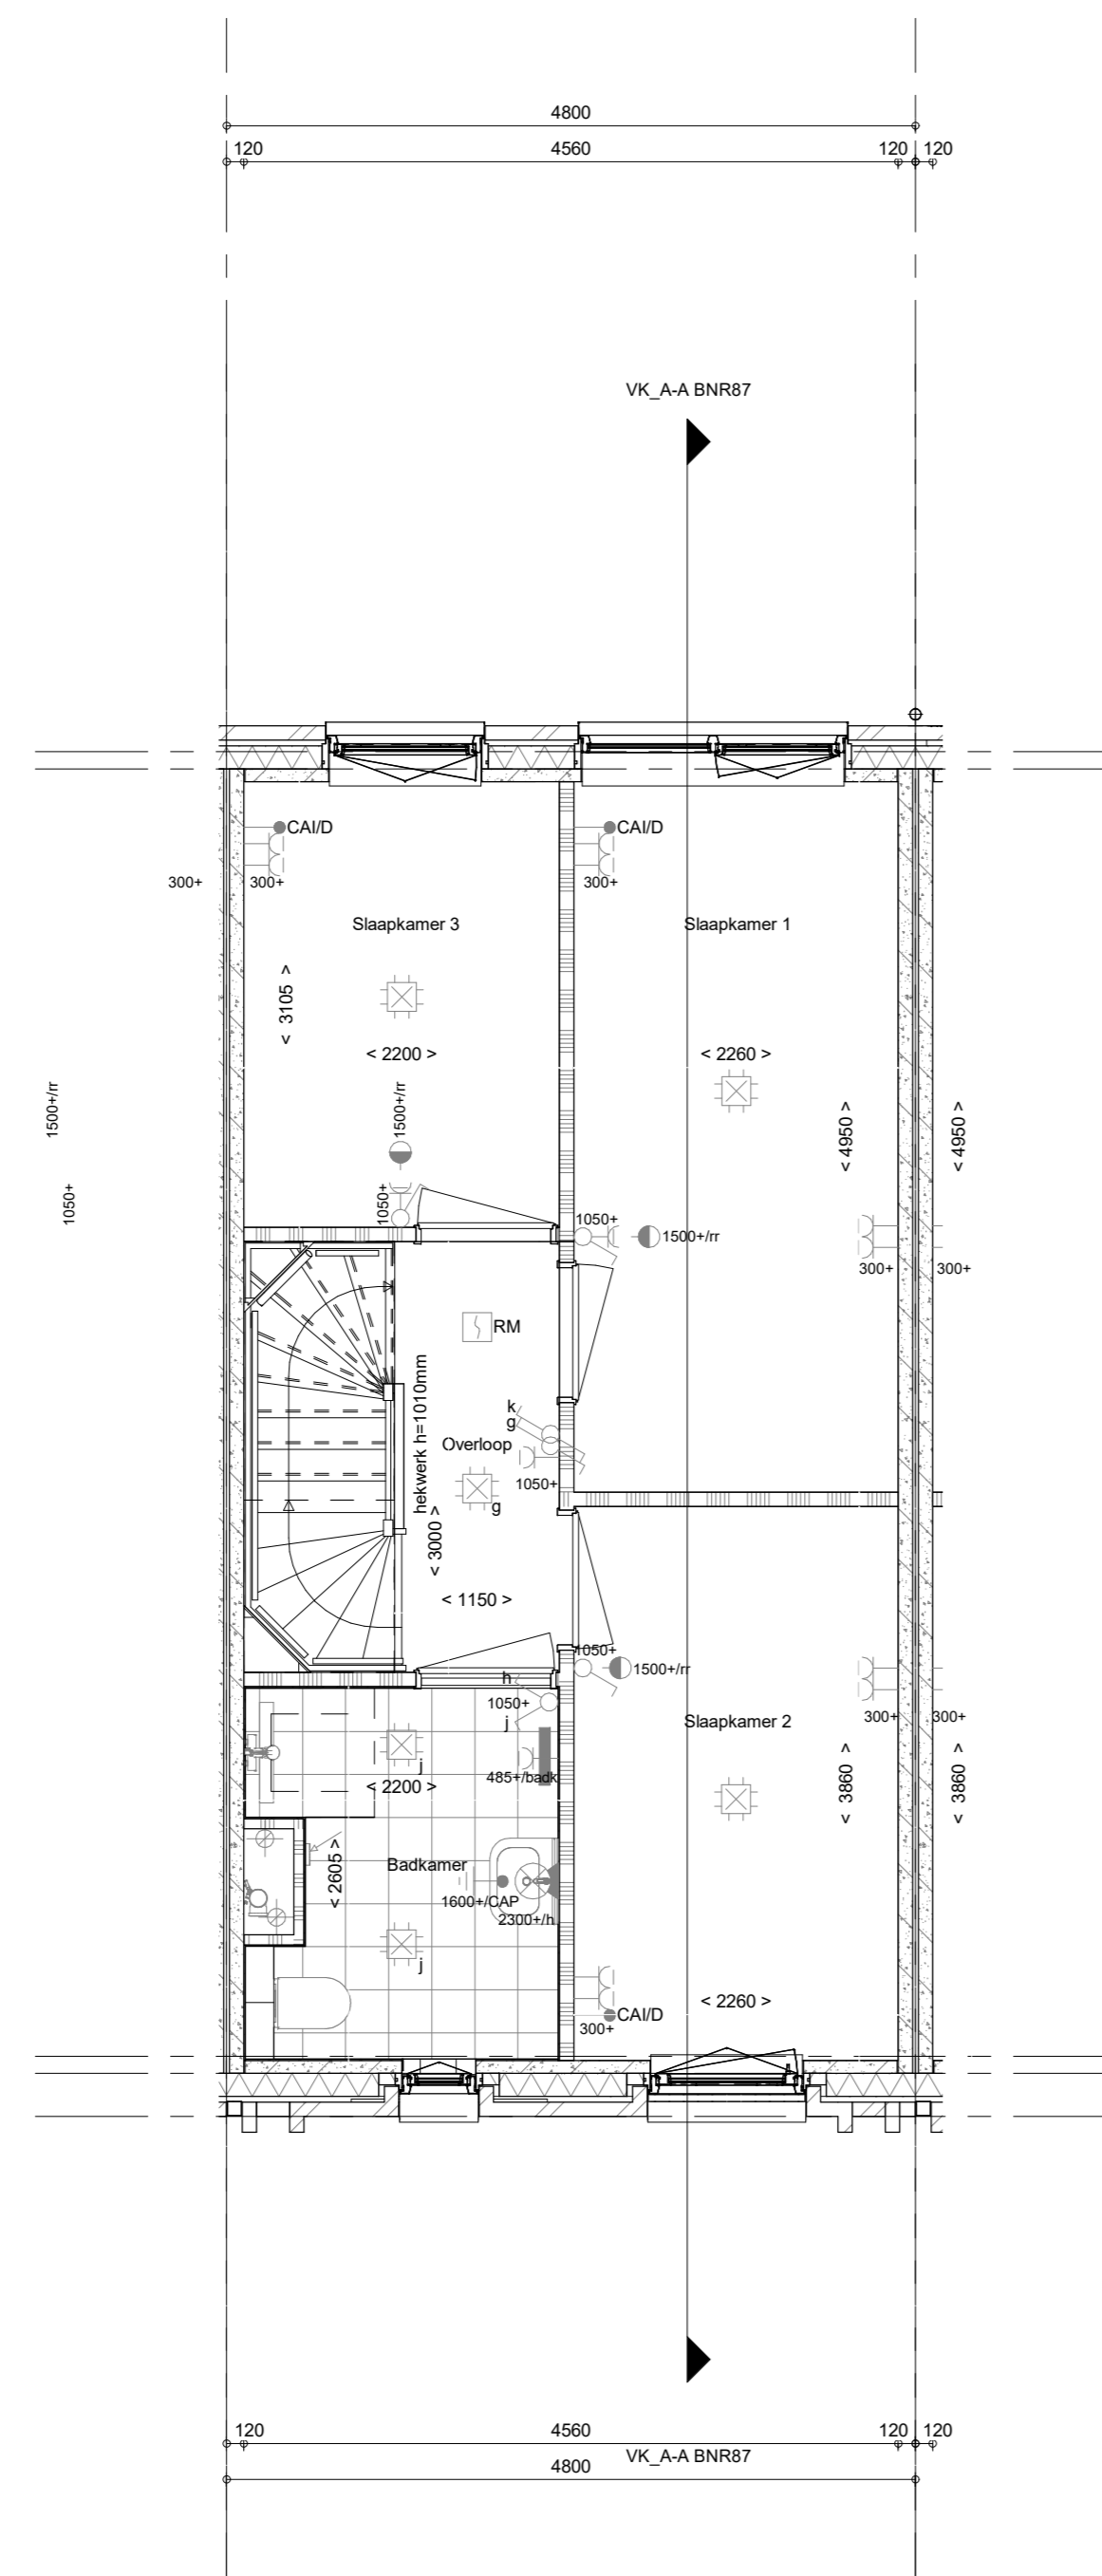 4800
120 4560 120 120
VK_A-A BNR87
CAI/D CAI/D
300+ 300+ 300+
Slaapkamer 3 Slaapkamer 1
< 3105 >
< 2200 > < 2260 >
1500+/rr 1500+/rr < 4950 > < 4950 >
1050+ 1050+ 1050+ 1500+/rr
300+ 300+
RM
hekwerk h=1010mm
k
g
Overloop
1050+
g
< 3000 >
< 1150 >
1050+ 1500+/rr
h
1050+
j
300+ 300+
Slaapkamer 2
j
485+/badk
< 2200 >
< 3860 > < 3860 >
Badkamer
< 2605 >
1600+/CAP
2300+/h
j
< 2260 >
CAI/D
300+
120 4560 120 120
VK_A-A BNR87
4800